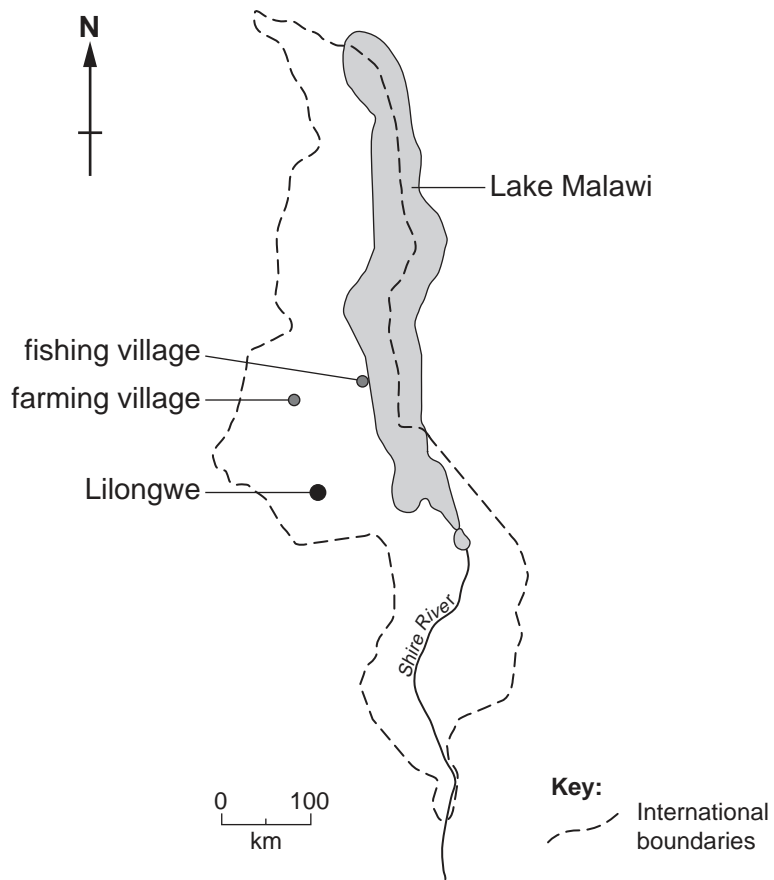 N
Lake Malawi
fishing village
farming village
Lilongwe
Shire River
0 100
km
Key:
International
boundaries